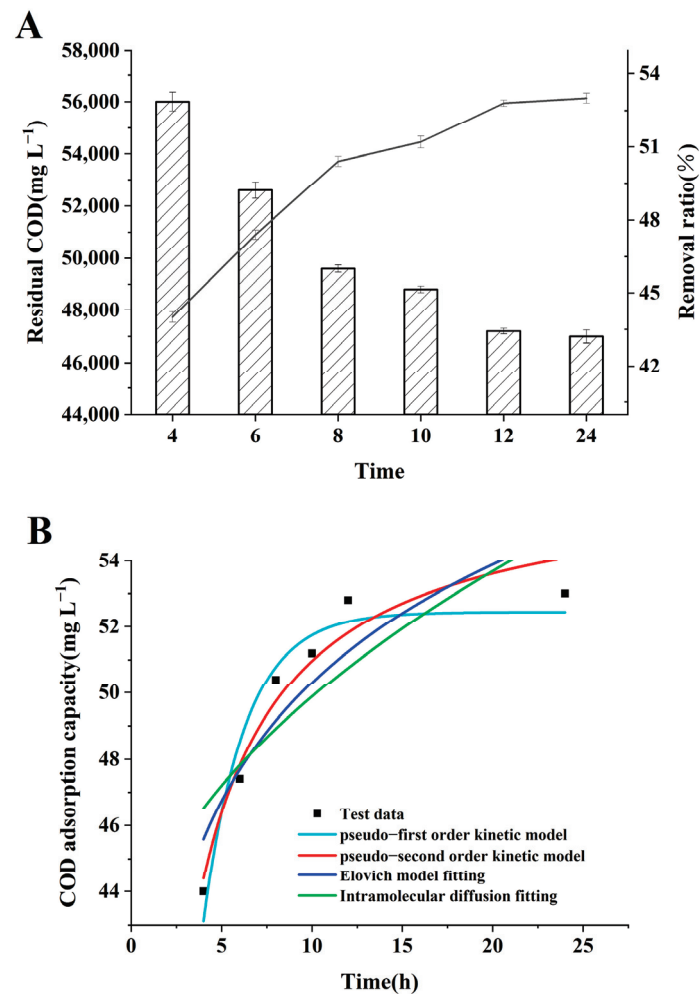 A
Residual COD(mg L⁻¹)
58,000
56,000
54,000
52,000
50,000
48,000
46,000
44,000
54
51
48
45
42
Removal ratio(%)
4 6 8 10 12 24
Time
B
COD adsorption capacity(mg L⁻¹)
54
52
50
48
46
44
Test data
pseudo−first order kinetic model
pseudo−second order kinetic model
Elovich model fitting
Intramolecular diffusion fitting
0 5 10 15 20 25
Time(h)